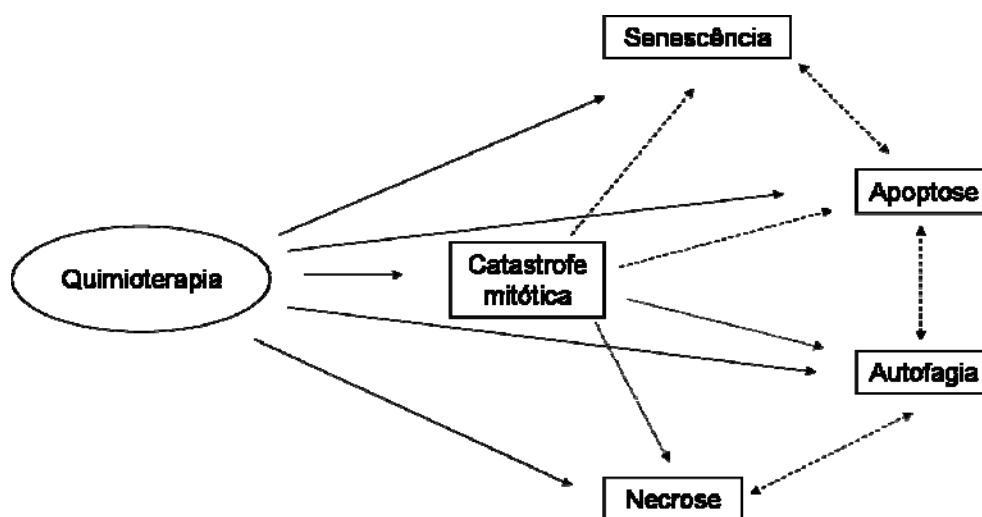 Senescência
Apoptose
Quimioterapia
Catastrofe
mitótica
Autofagia
Necrose